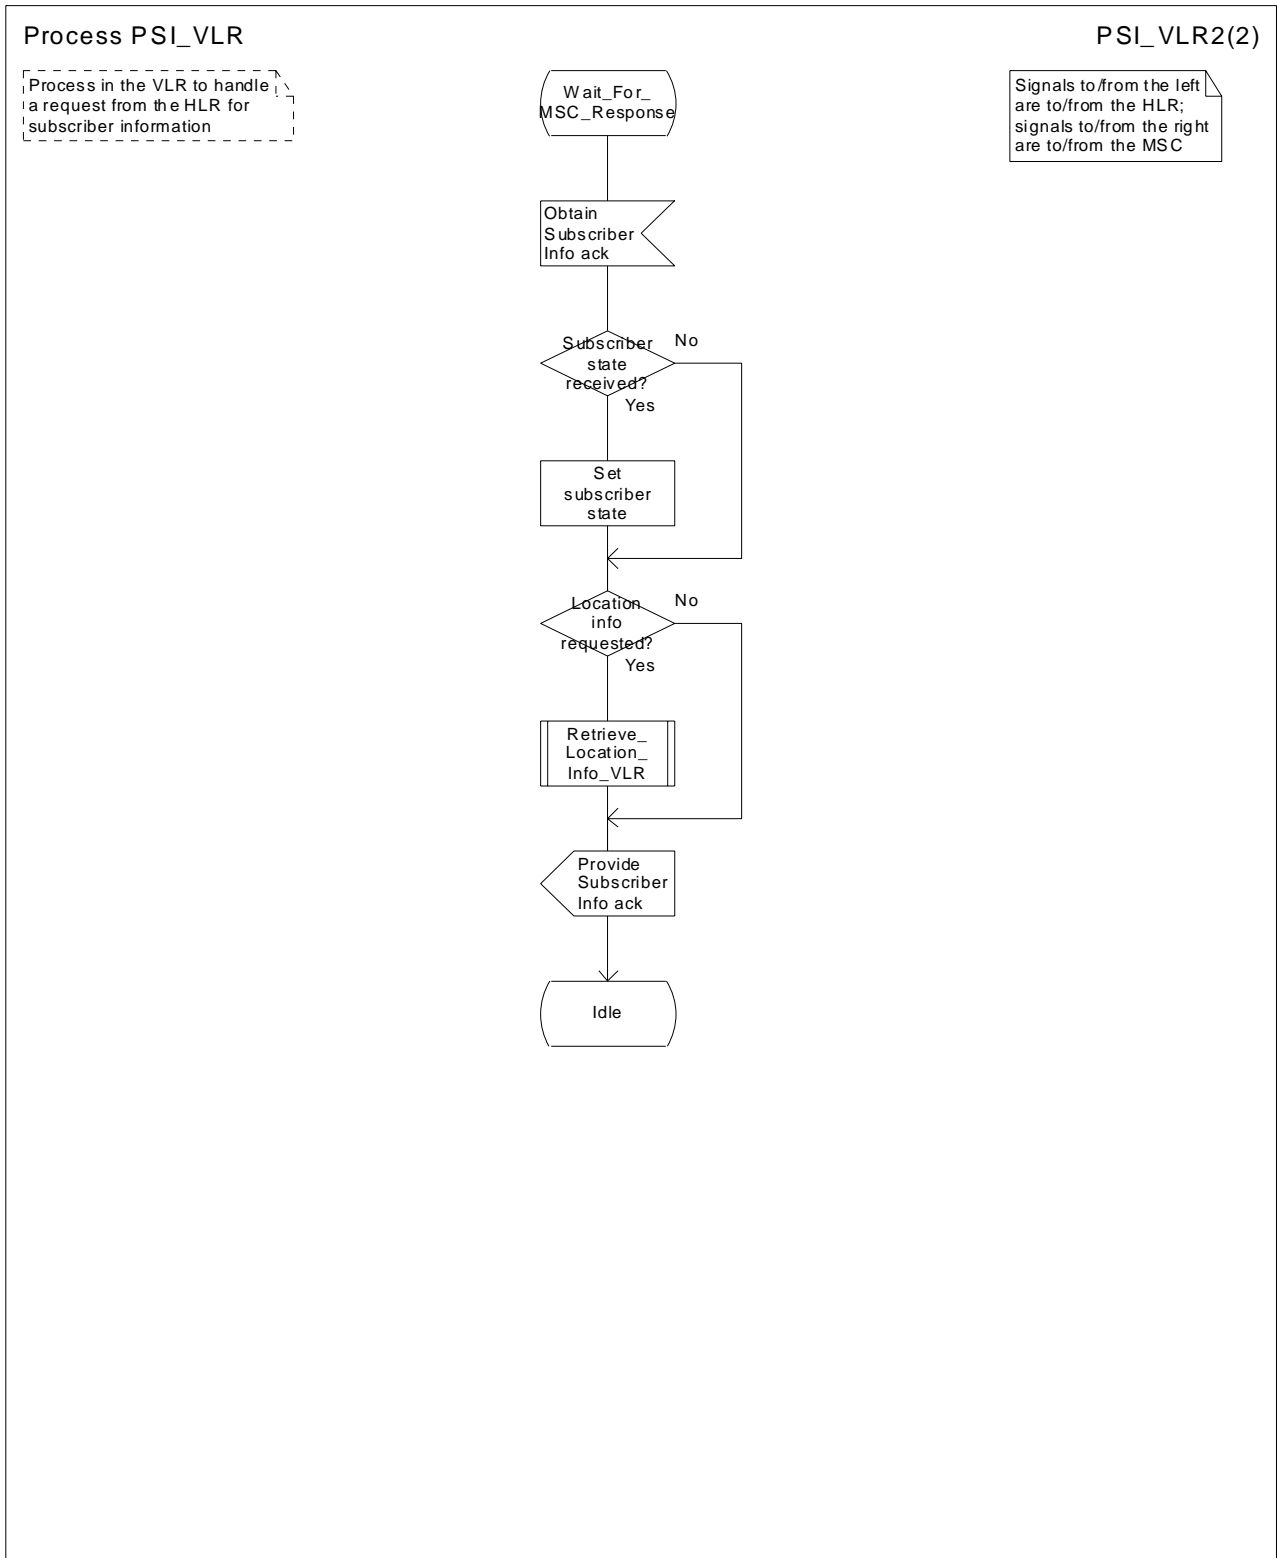 Process PSI_VLR
PSI_VLR2(2)
Process in the VLR to handle
a request from the HLR for
subscriber information
Signals to/from the left
are to/from the HLR;
signals to/from the right
are to/from the MSC
Wait_For_
MSC_Response
Obtain
Subscriber
Info ack
Subscriber
state
received?
No
Yes
Set
subscriber
state
Location
info
requested?
No
Yes
Retrieve_
Location_
Info_VLR
Provide
Subscriber
Info ack
Idle